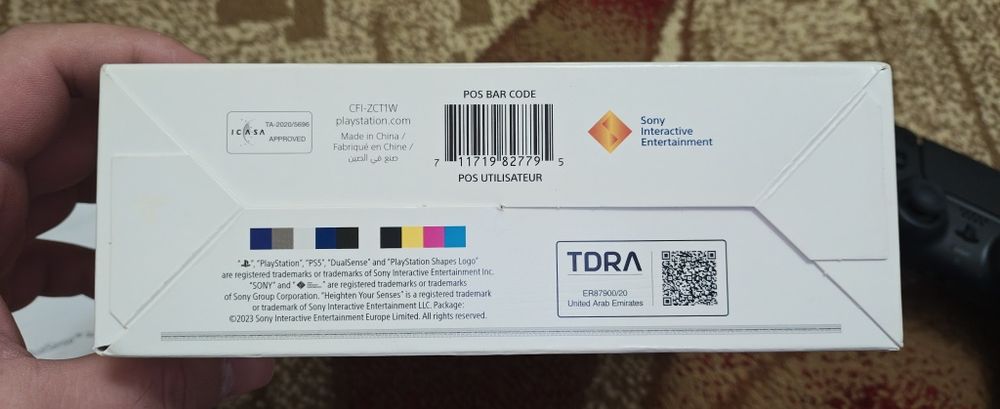 POS BAR CODE
ICASA
TA-2020/5696
APPROVED
CFI-ZCT1W
playstation.com
Made in China /
Fabriqué en Chine /
صنع في الصين
7 11719 82779 5
POS UTILISATEUR
Sony
Interactive
Entertainment
"PlayStation", "PS5", "DualSense" and "PlayStation Shapes Logo"
are registered trademarks or trademarks of Sony Interactive Entertainment Inc.
"SONY" and " " are registered trademarks or trademarks
of Sony Group Corporation. "Heighten Your Senses" is a registered trademark
or trademark of Sony Interactive Entertainment LLC. Package:
©2023 Sony Interactive Entertainment Europe Limited. All rights reserved.
TDRA
ER87900/20
United Arab Emirates